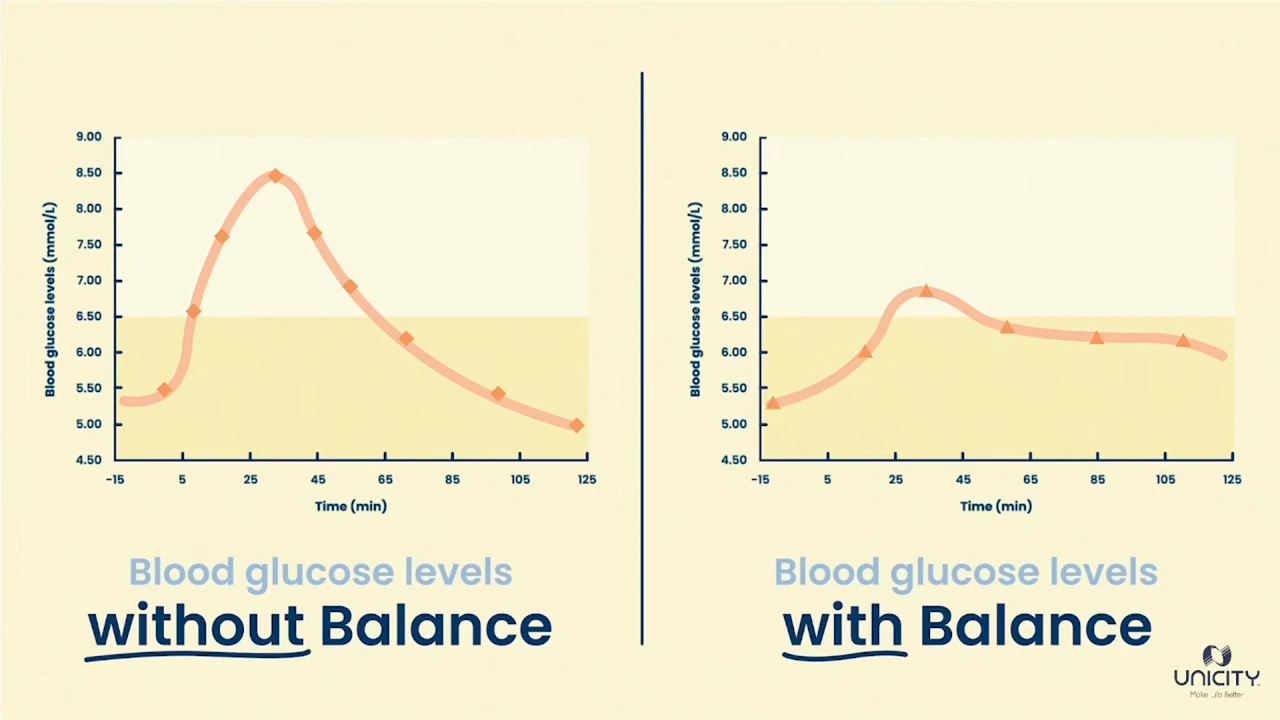 9.00
8.50
8.00
7.50
7.00
6.50
6.00
5.50
5.00
4.50
Blood glucose levels (mmol/L)
-15 5 25 45 65 85 105 125
Time (min)
Blood glucose levels
without Balance
9.00
8.50
8.00
7.50
7.00
6.50
6.00
5.50
5.00
4.50
Blood glucose levels (mmol/L)
-15 5 25 45 65 85 105 125
Time (min)
Blood glucose levels
with Balance
UNICITY
Make Life Better